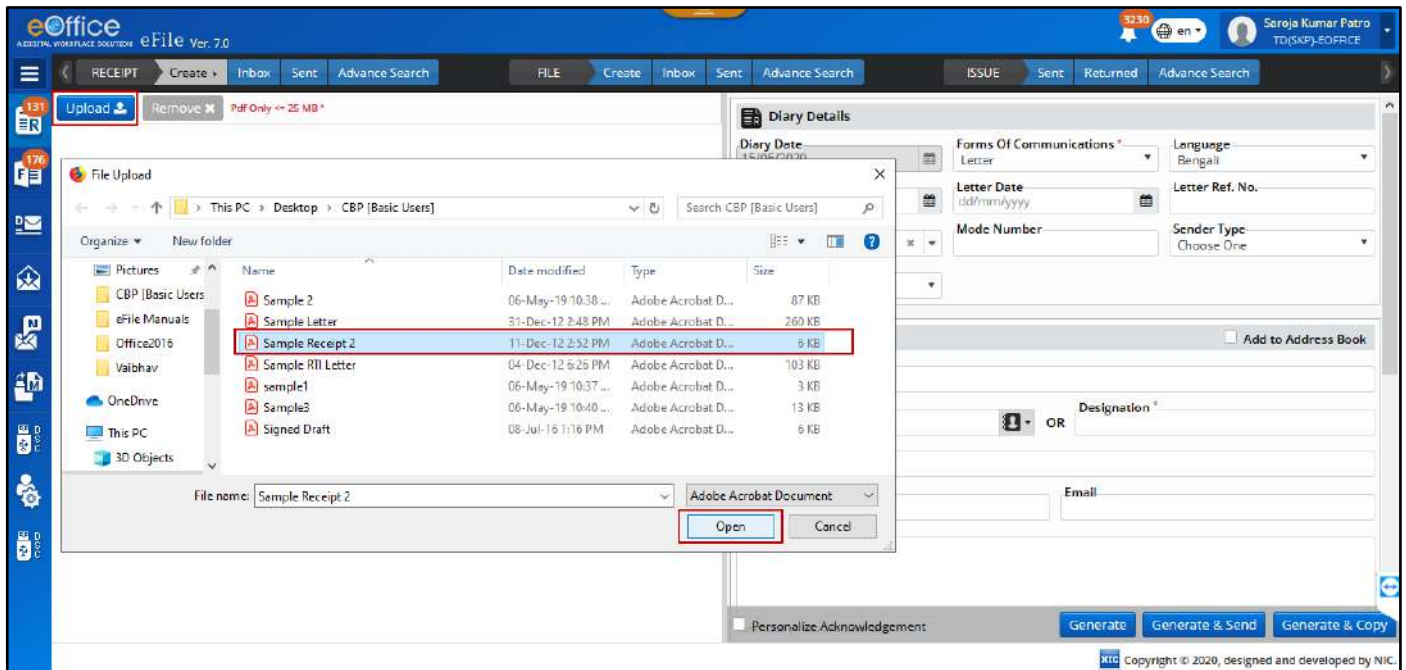 eOffice
A DIGITAL WORKPLACE SOLUTION eFile Ver. 7.0
3230
en
Saroja Kumar Patro
TD(SKP)-EOFFICE
RECEIPT Create Inbox Sent Advance Search FILE Create Inbox Sent Advance Search ISSUE Sent Returned Advance Search
131
R
Upload Remove Pdf Only <= 25 MB *
Diary Details
Diary Date
15/05/2020
Forms Of Communications *
Letter
Language
Bengali
176
F
File Upload
Letter Date
dd/mm/yyyy
Letter Ref. No.
This PC > Desktop > CBP [Basic Users]
Search CBP [Basic Users]
D
Mode Number
Sender Type
Choose One
Organize New folder
Name Date modified Type Size
Pictures
CBP [Basic Users
eFile Manuals
Office2016
Vaibhav
OneDrive
This PC
3D Objects
Sample 2 06-May-19 10:38 ... Adobe Acrobat D... 87 KB
Sample Letter 31-Dec-12 2:48 PM Adobe Acrobat D... 260 KB
Sample Receipt 2 11-Dec-12 2:52 PM Adobe Acrobat D... 6 KB
Sample RTI Letter 04-Dec-12 6:26 PM Adobe Acrobat D... 103 KB
sample1 06-May-19 10:37 ... Adobe Acrobat D... 3 KB
Sample3 06-May-19 10:40 ... Adobe Acrobat D... 13 KB
Signed Draft 08-Jul-16 1:16 PM Adobe Acrobat D... 6 KB
N
Add to Address Book
M
OR
Designation *
DSC
File name: Sample Receipt 2
Adobe Acrobat Document
Email
Open Cancel
DSC
Personalize Acknowledgement Generate Generate & Send Generate & Copy
NIC Copyright © 2020, designed and developed by NIC.